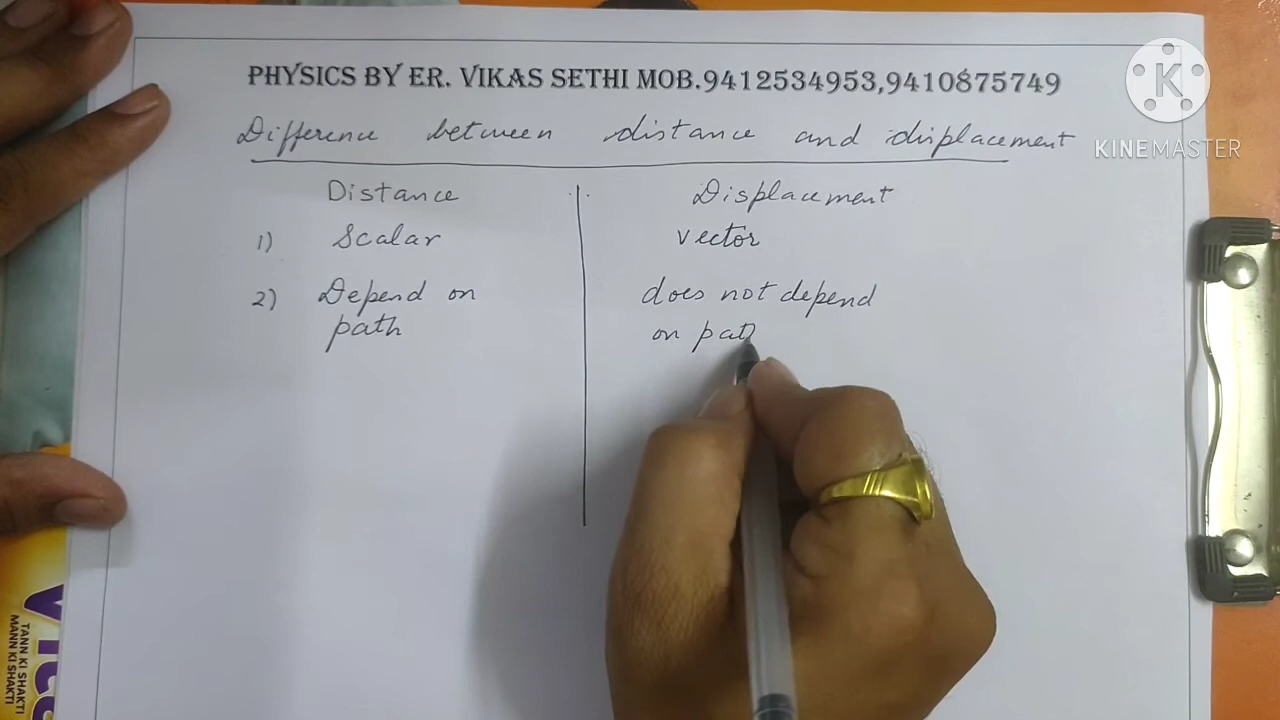 PHYSICS BY ER. VIKAS SETHI MOB.9412534953,9410875749
K
KINEMASTER
Difference between distance and displacement
Distance Displacement
1) Scalar vector
2) Depend on does not depend
path on pat
TANN KI SHAKTI
MANN KI SHAKTI